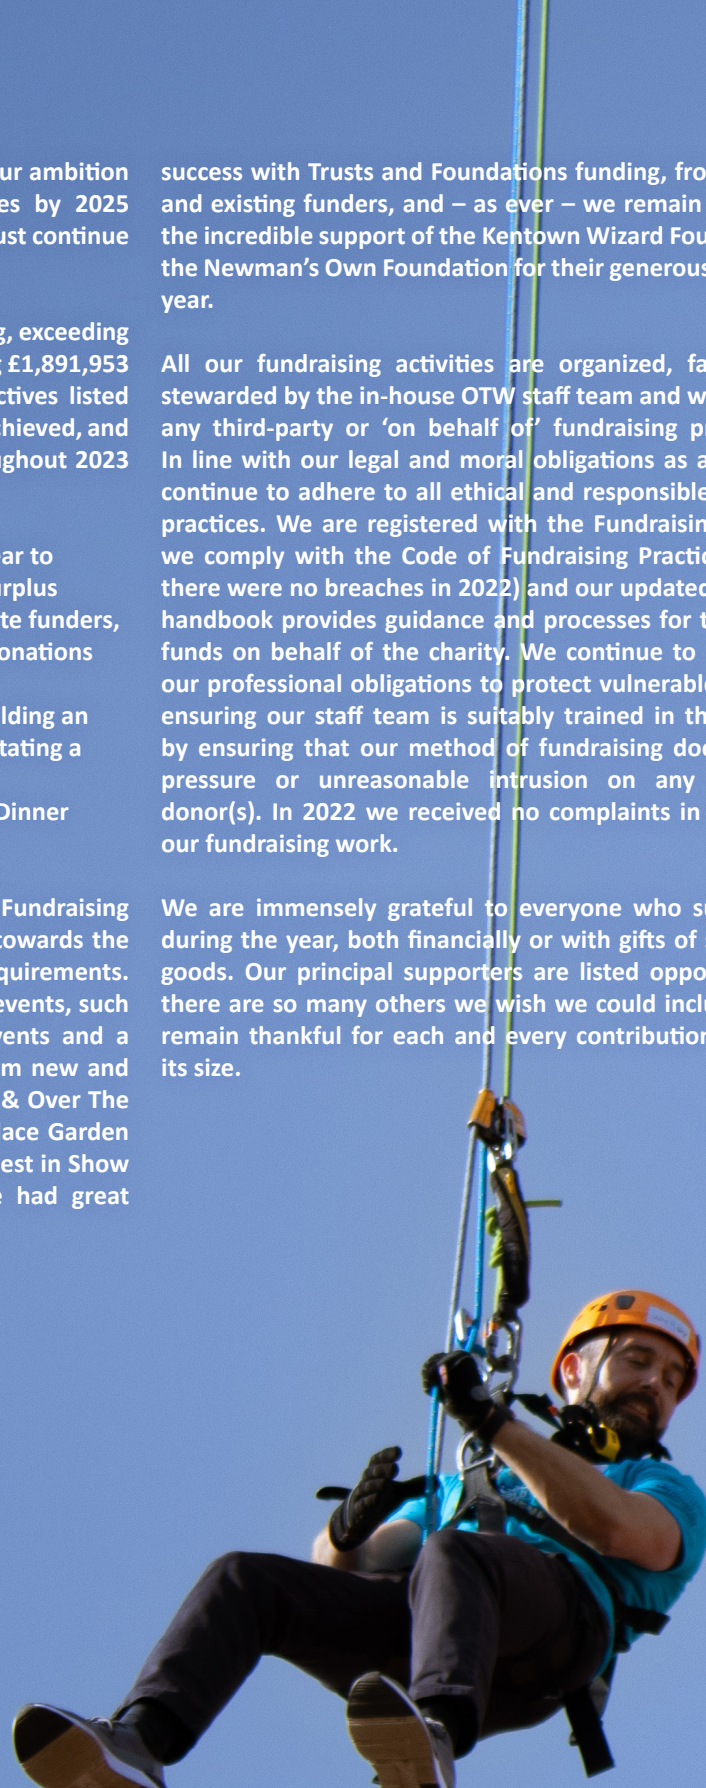 ur ambition
es by 2025
ust continue
g, exceeding
g £1,891,953
ctives listed
chieved, and
ughout 2023
ar to
urplus
te funders,
onations
lding an
tating a
Dinner
Fundraising
towards the
quirements.
events, such
vents and a
m new and
& Over The
lace Garden
est in Show
e had great
success with Trusts and Foundations funding, fro
and existing funders, and – as ever – we remain
the incredible support of the Kentown Wizard Fou
the Newman’s Own Foundation for their generous
year.
All our fundraising activities are organized, fa
stewarded by the in-house OTW staff team and w
any third-party or ‘on behalf of’ fundraising p
In line with our legal and moral obligations as a
continue to adhere to all ethical and responsible
practices. We are registered with the Fundraisin
we comply with the Code of Fundraising Practic
there were no breaches in 2022) and our updated
handbook provides guidance and processes for t
funds on behalf of the charity. We continue to
our professional obligations to protect vulnerable
ensuring our staff team is suitably trained in th
by ensuring that our method of fundraising doe
pressure or unreasonable intrusion on any
donor(s). In 2022 we received no complaints in
our fundraising work.
We are immensely grateful to everyone who su
during the year, both financially or with gifts of s
goods. Our principal supporters are listed oppo
there are so many others we wish we could inclu
remain thankful for each and every contribution
its size.